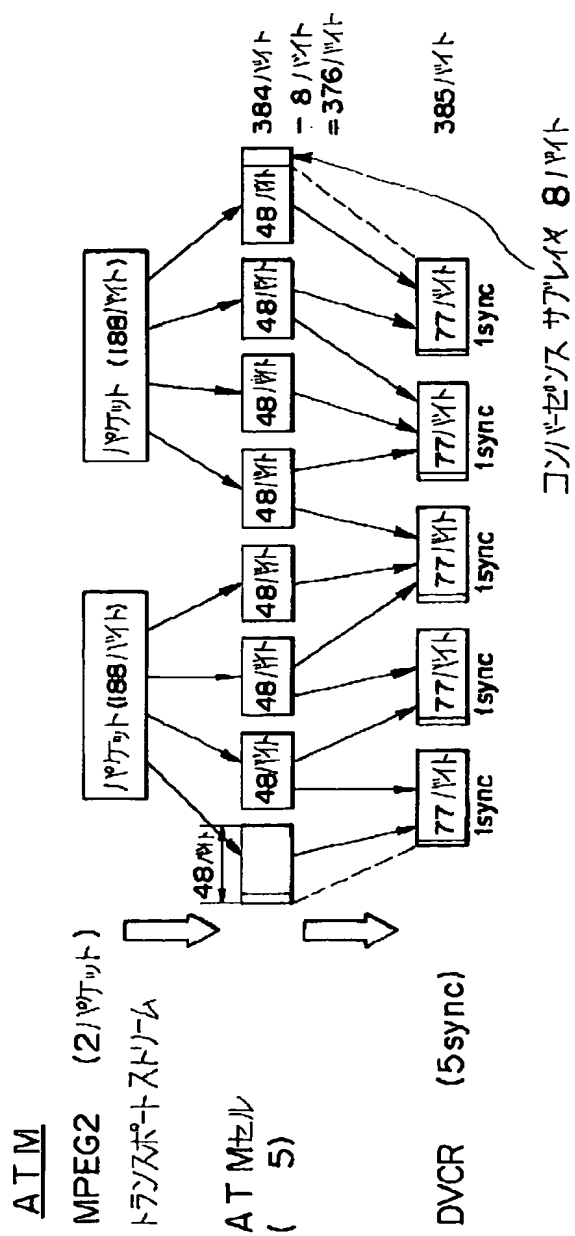 ATM
MPEG2 (2パケット)
トランスポートストリーム
パケット(188バイト)
パケット(188バイト)
ATMセル
( 5)
48バイト
48バイト
48バイト
48バイト
48バイト
48バイト
48バイト
48バイト
384バイト
- 8バイト
=376バイト
DVCR (5sync)
77バイト
77バイト
77バイト
77バイト
77バイト
385バイト
1sync
1sync
1sync
1sync
1sync
コンバーゼンス サブレイヤ 8バイト